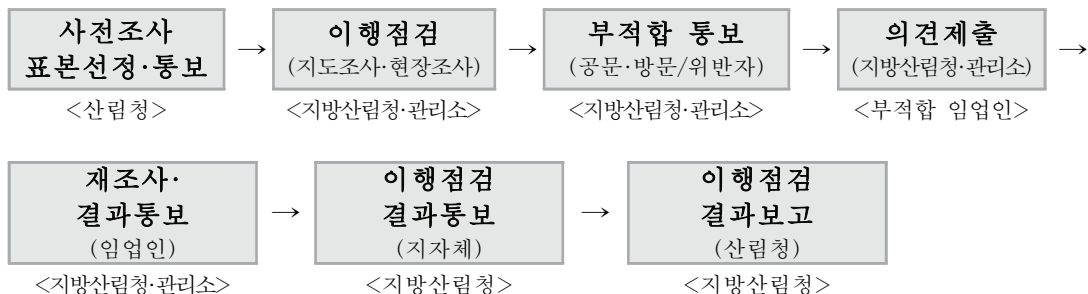 사전조사
표본선정·통보
→
이행점검
(지도조사·현장조사)
→
부적합 통보
(공문·방문/위반자)
→
의견제출
(지방산림청·관리소)
→
<산림청>
<지방산림청·관리소>
<지방산림청·관리소>
<부적합 임업인>
재조사·
결과통보
(임업인)
→
이행점검
결과통보
(지자체)
→
이행점검
결과보고
(산림청)
<지방산림청·관리소>
<지방산림청>
<지방산림청>